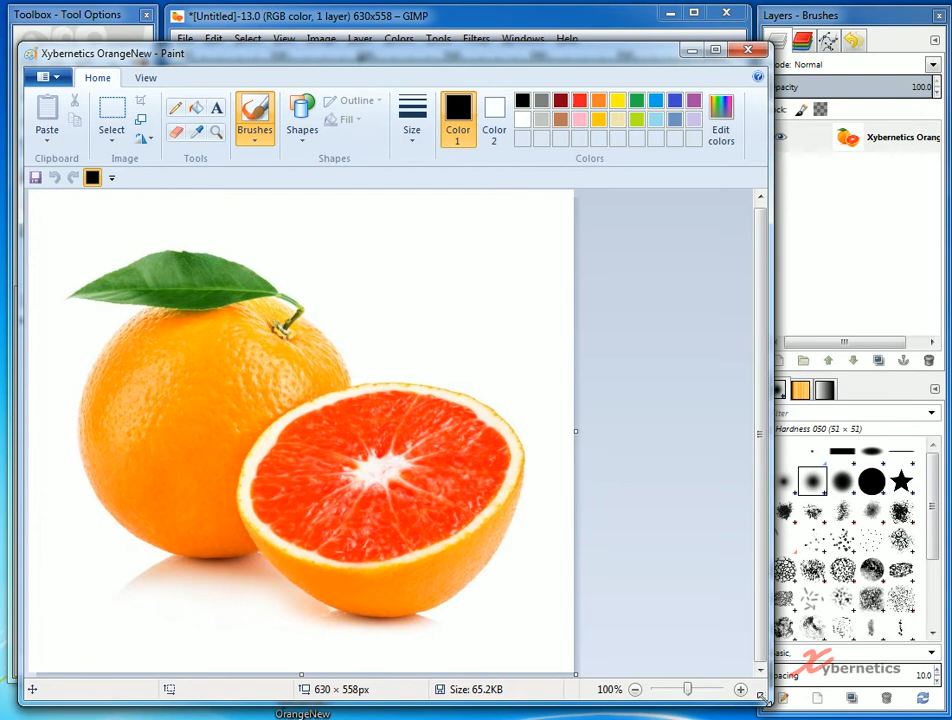 Toolbox - Tool Options
*[Untitled]-13.0 (RGB color, 1 layer) 630x558 – GIMP
Layers - Brushes
File Edit Select View Image Layer Colors Tools Filters Windows Help
Xybernetics OrangeNew - Paint
ode: Normal
Home
View
pacity 100.0
Outline
Fill
Paste
Select
Brushes
Shapes
Size
Color
1
Color
2
Edit
colors
Clipboard
Image
Tools
Shapes
Colors
Xybernetics Orang
Hardness 050 (51 × 51)
Basic,
Xybernetics
pacing 10.0
630 × 558px
Size: 65.2KB
100%
OrangeNew